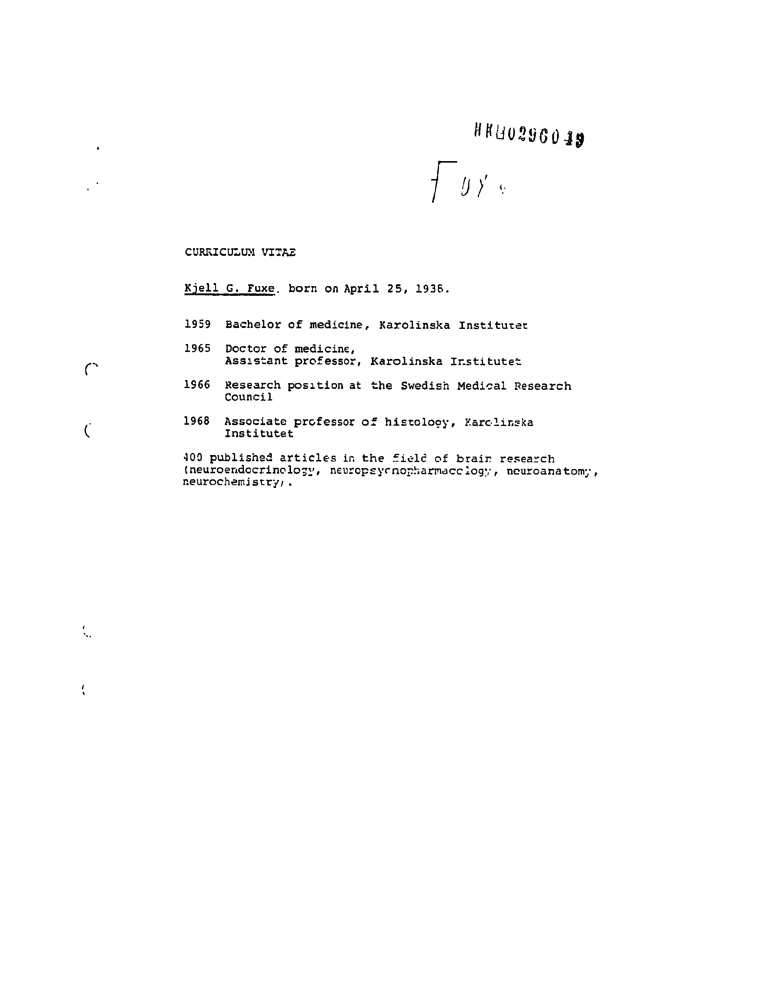 CURRICULUM VITAE
Kjell G. Fuxe, born on April 25, 1938.
1959 Bachelor of medicine, Karolinska Institutet
1965 Doctor of medicine,
Assistant professor, Karolinska Institutet
1966 Research position at the Swedish Medical Research
Council
1968 Associate professor of histology, Karolinska
Institutet
400 published articles in the field of brain research
(neuroendocrinology, neuropsychopharmacology, neuroanatomy,
neurochemistry).